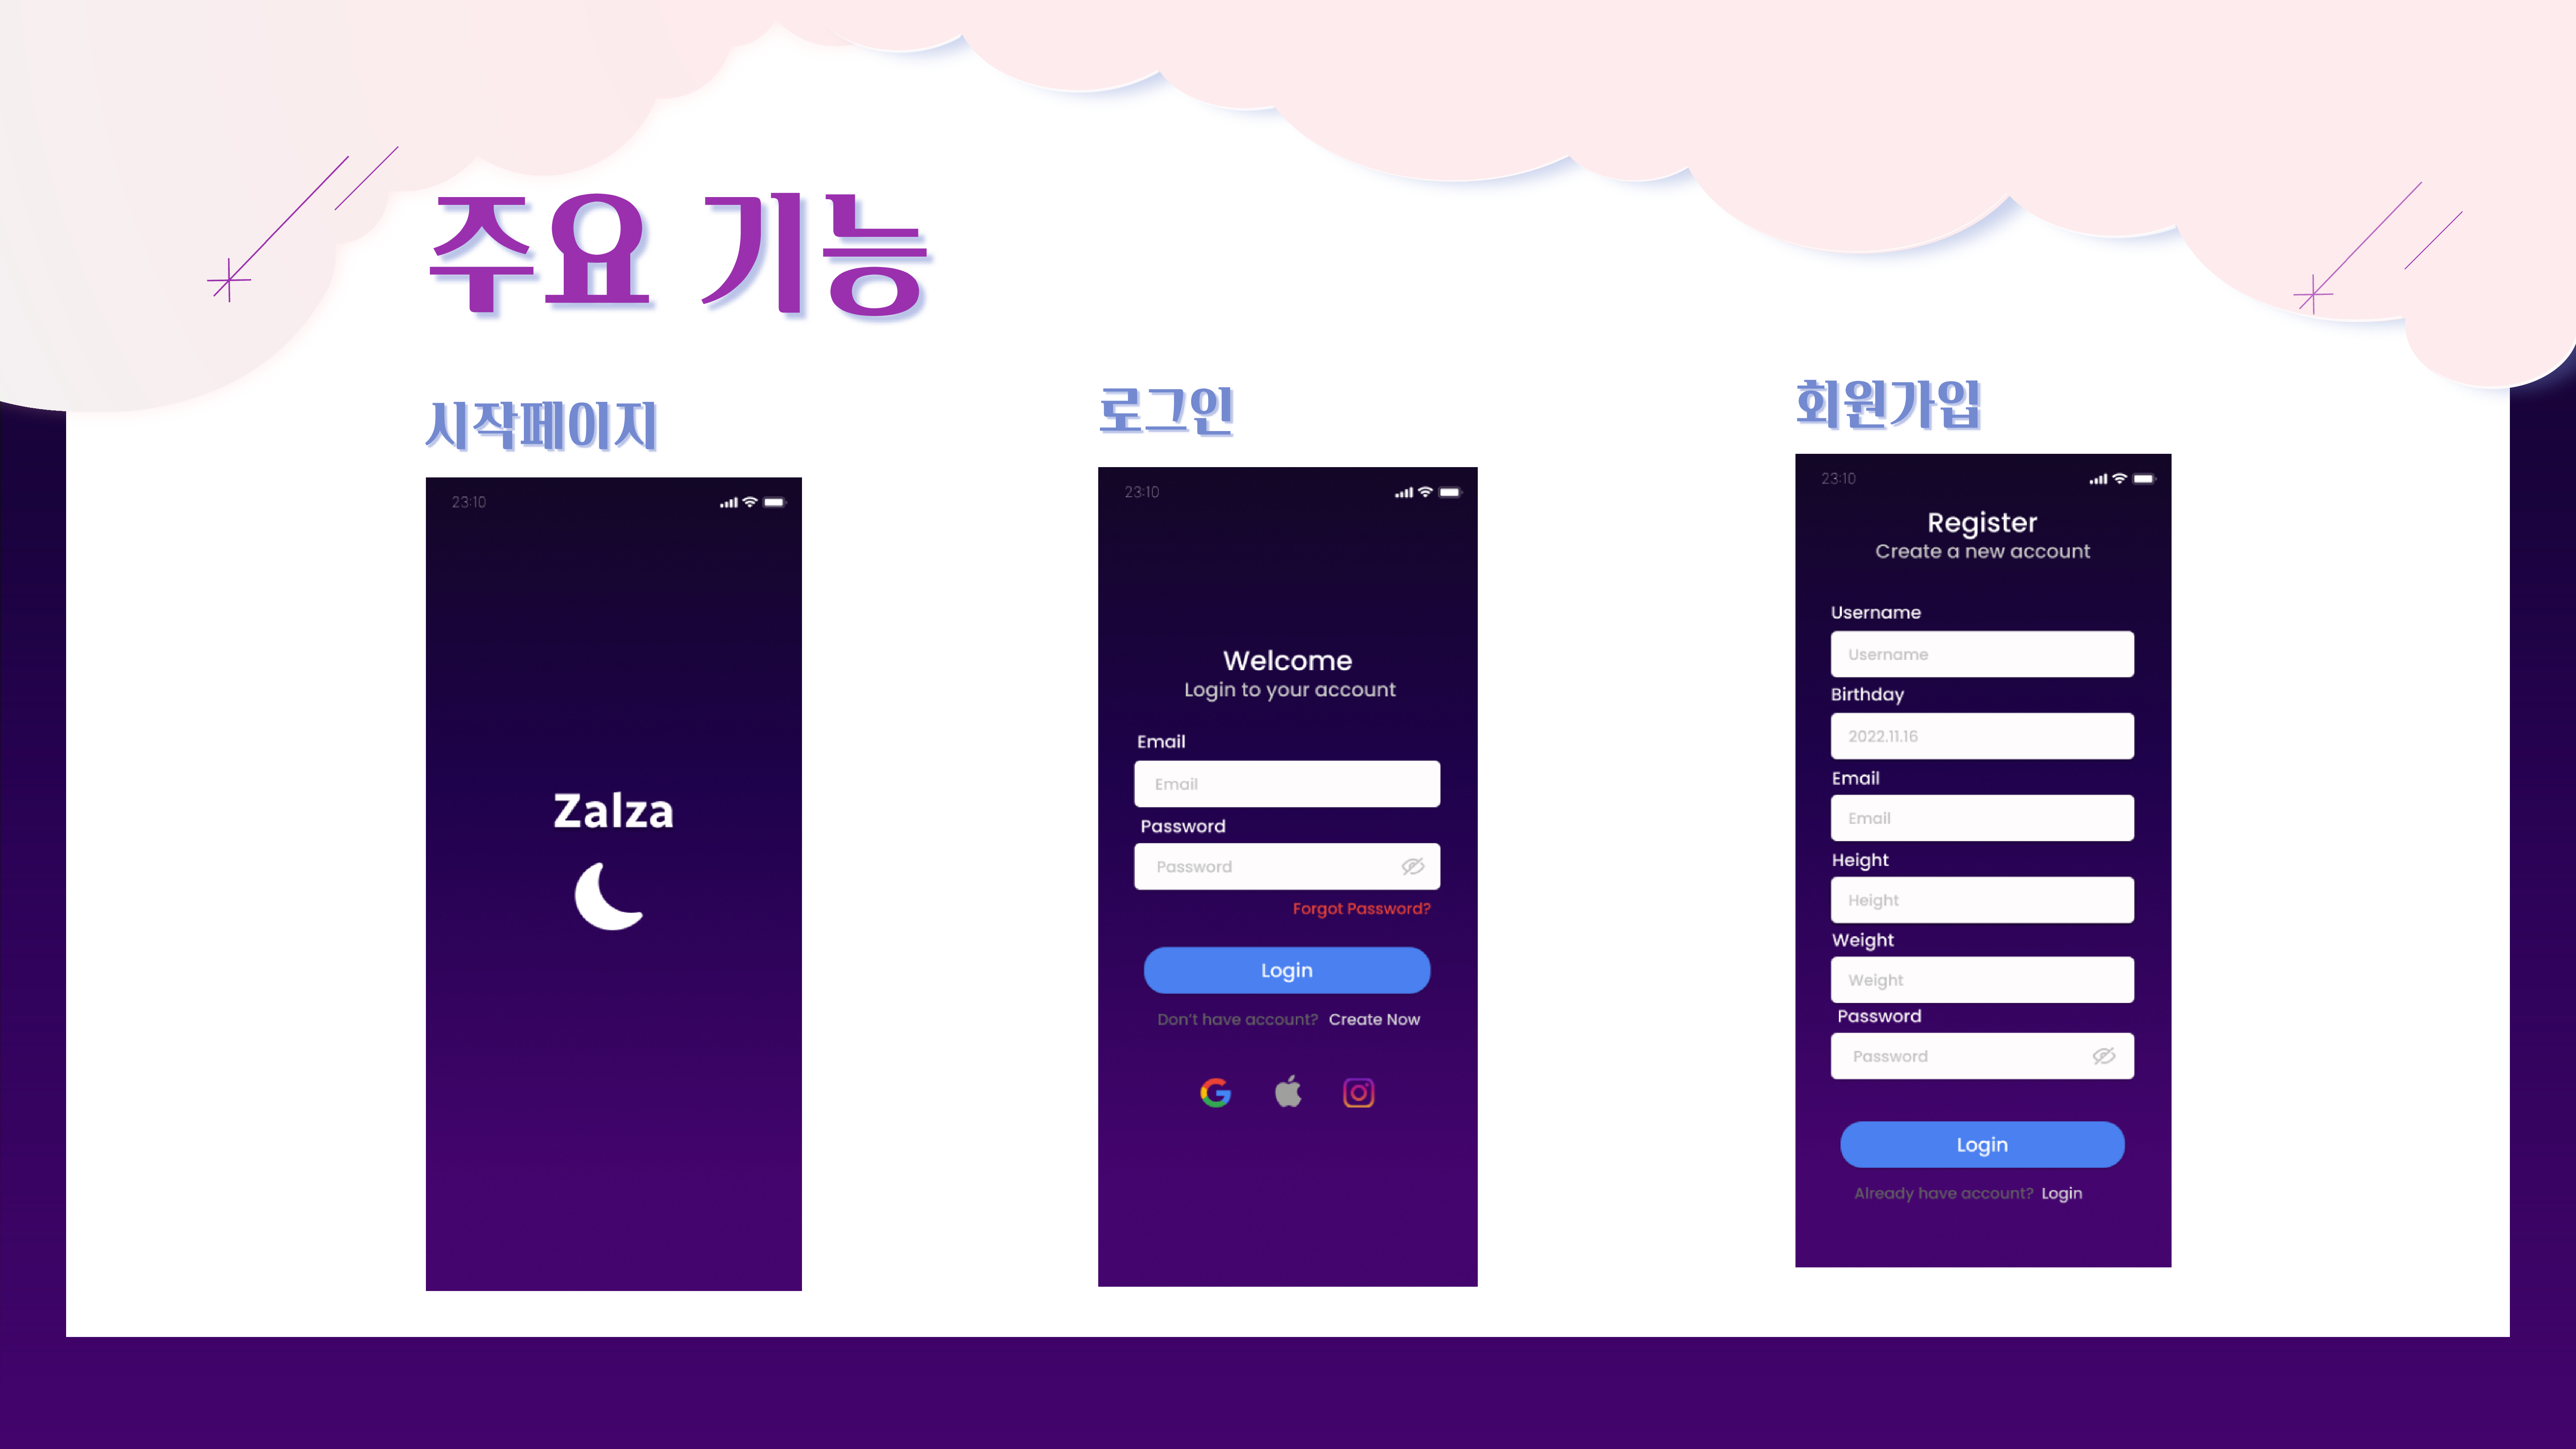 주요 기능
시작페이지
23:10
Zalza
로그인
23:10
Welcome
Login to your account
Email
Email
Password
Password
Forgot Password?
Login
Don't have account? Create Now
회원가입
23:10
Register
Create a new account
Username
Username
Birthday
2022.11.16
Email
Email
Height
Height
Weight
Weight
Password
Password
Login
Already have account? Login